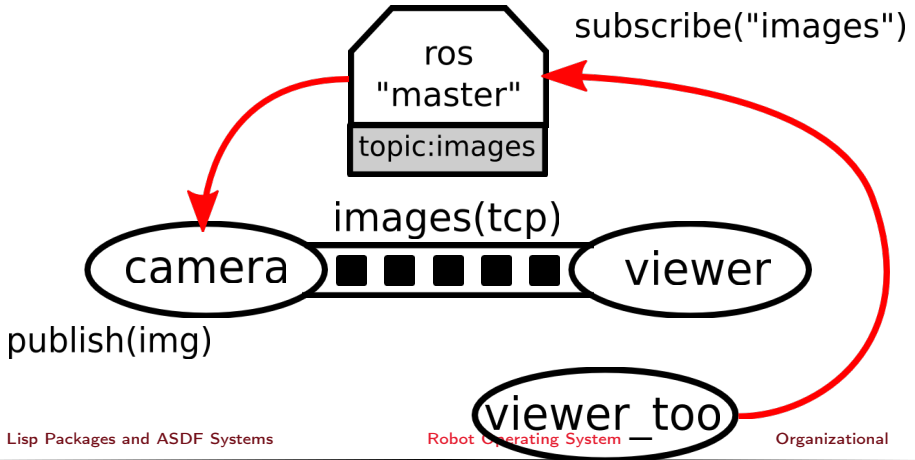 subscribe("images")
ros
"master"
topic:images
images(tcp)
camera
viewer
publish(img)
viewer_too
Lisp Packages and ASDF Systems
Robot Operating System
Organizational